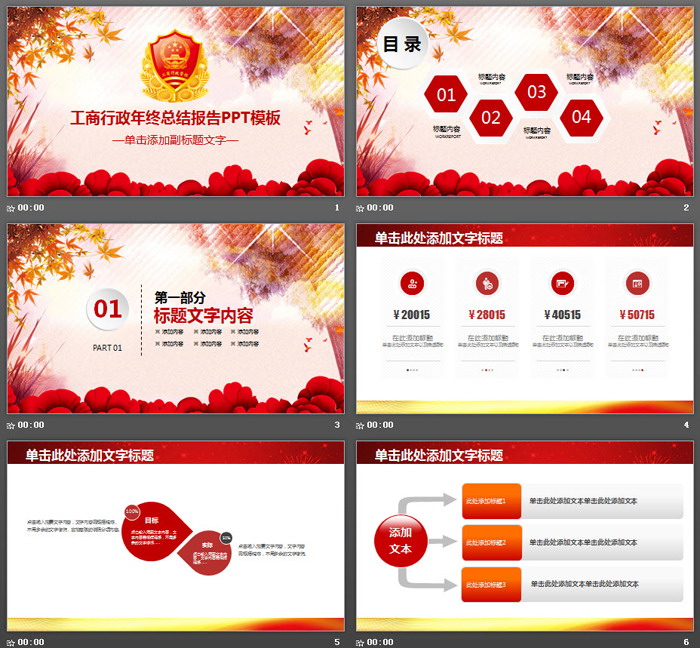 工商行政年终总结报告PPT模板
—单击添加副标题文字—
00:00
1
目录
01
标题内容
02
标题内容
03
标题内容
04
标题内容
00:00
2
01
PART 01
第一部分
标题文字内容
添加内容 添加内容 添加内容
添加内容 添加内容 添加内容
00:00
3
单击此处添加文字标题
¥20015
¥28015
¥40515
¥50715
在此添加标题
在此添加标题
在此添加标题
在此添加标题
00:00
4
单击此处添加文字标题
100%
目标
00:00
5
单击此处添加文字标题
添加
文本
此处添加标题1
单击此处添加文本单击此处添加文本
此处添加标题2
单击此处添加文本单击此处添加文本
此处添加标题3
单击此处添加文本单击此处添加文本
00:00
6